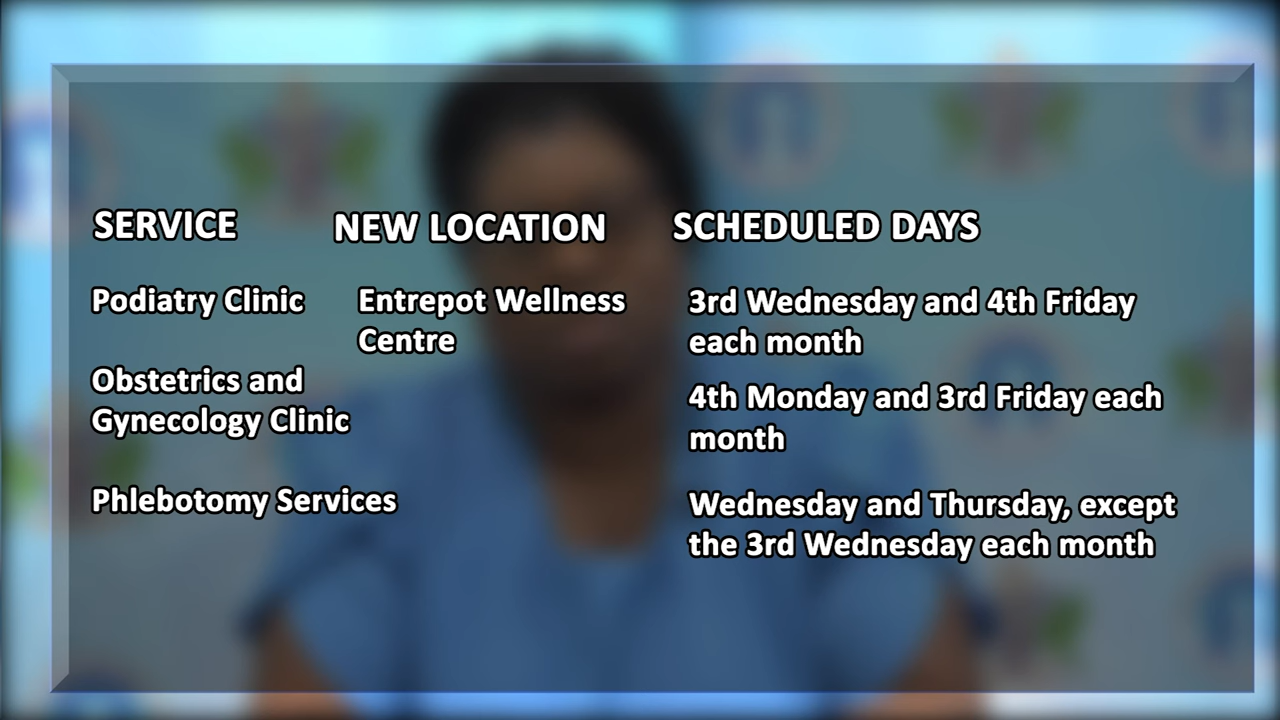 SERVICE NEW LOCATION SCHEDULED DAYS
Podiatry Clinic Entrepot Wellness 3rd Wednesday and 4th Friday
Centre each month
Obstetrics and 4th Monday and 3rd Friday each
Gynecology Clinic month
Phlebotomy Services Wednesday and Thursday, except
the 3rd Wednesday each month